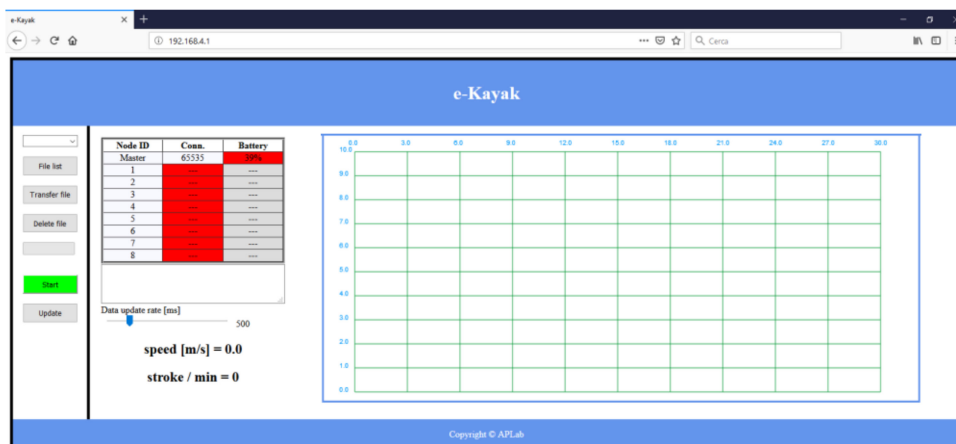 e-Kayak
192.168.4.1
Cerca
e-Kayak
File list
Transfer file
Delete file
Start
Update
Node ID Conn. Battery
Master 65535 39%
1 --- ---
2 --- ---
3 --- ---
4 --- ---
5 --- ---
6 --- ---
7 --- ---
8 --- ---
Data update rate [ms]
500
speed [m/s] = 0.0
stroke / min = 0
0.0 3.0 6.0 9.0 12.0 15.0 18.0 21.0 24.0 27.0 30.0
10.0
9.0
8.0
7.0
6.0
5.0
4.0
3.0
2.0
1.0
0.0
Copyright © APLab